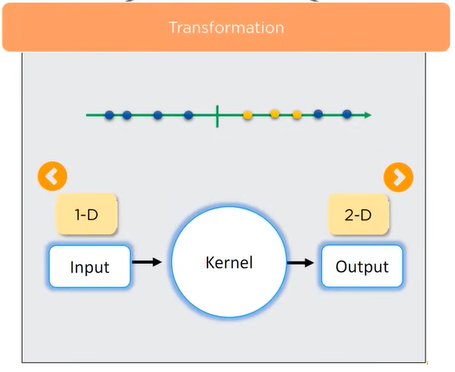 Transformation
1-D
2-D
Input
Kernel
Output